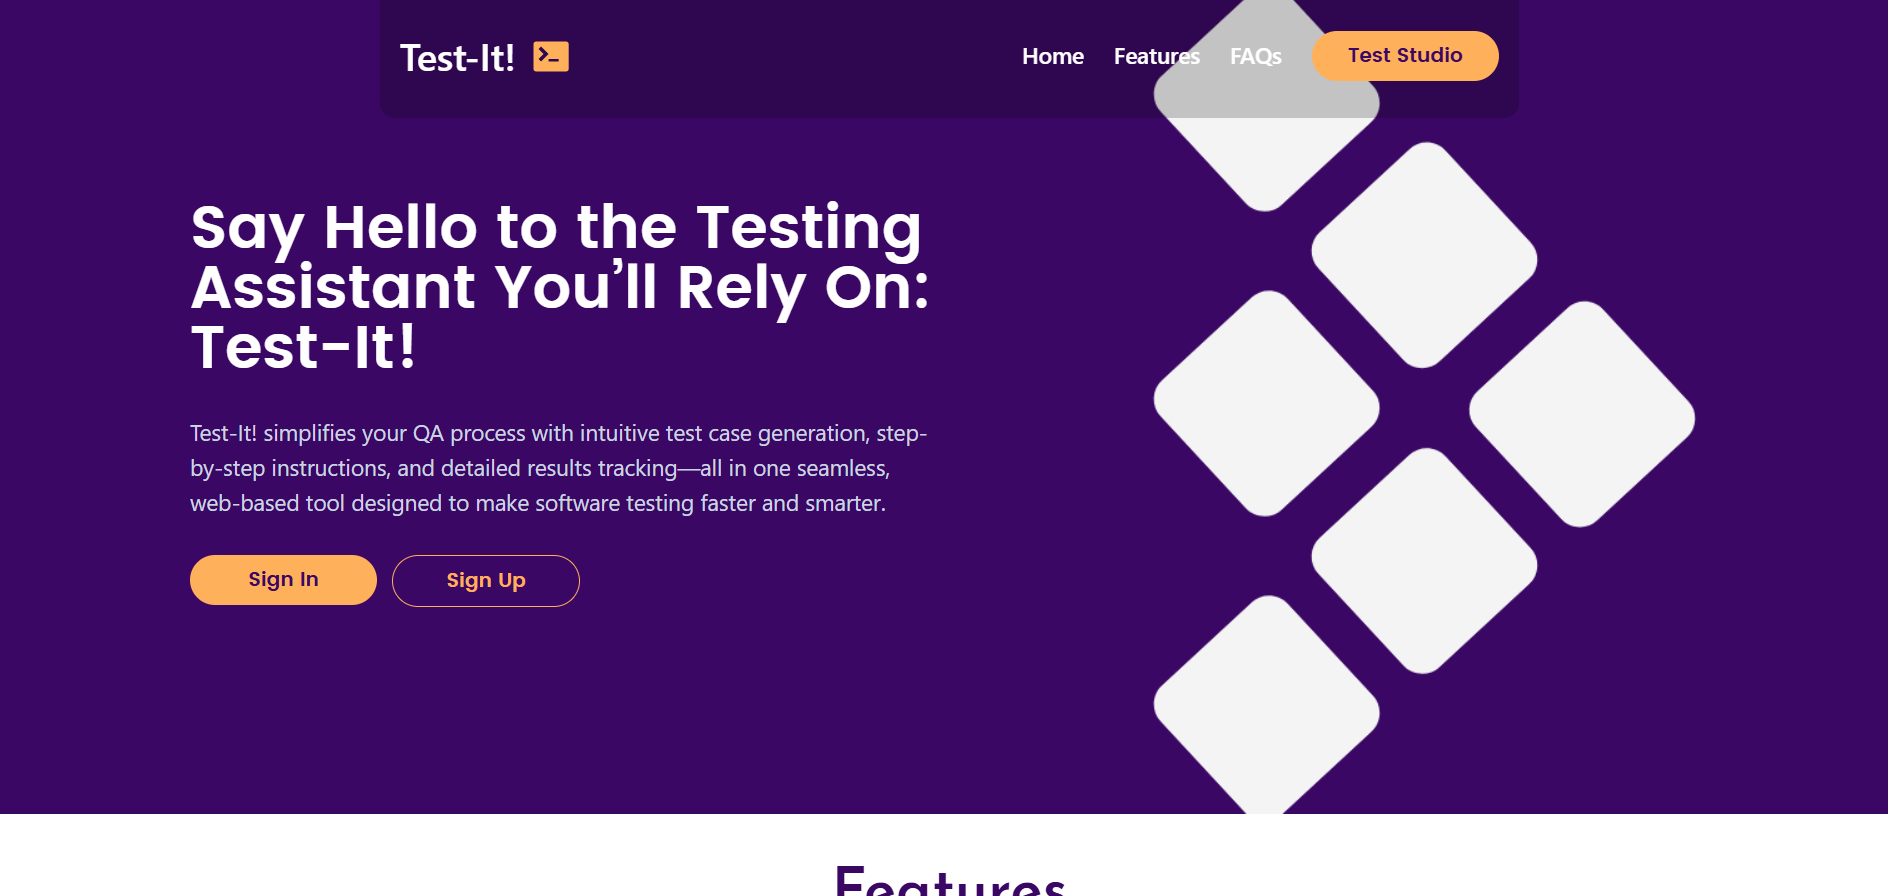 Test-It!
Home Features FAQs Test Studio
Say Hello to the Testing
Assistant You’ll Rely On:
Test-It!
Test-It! simplifies your QA process with intuitive test case generation, step-
by-step instructions, and detailed results tracking—all in one seamless,
web-based tool designed to make software testing faster and smarter.
Sign In Sign Up
Features